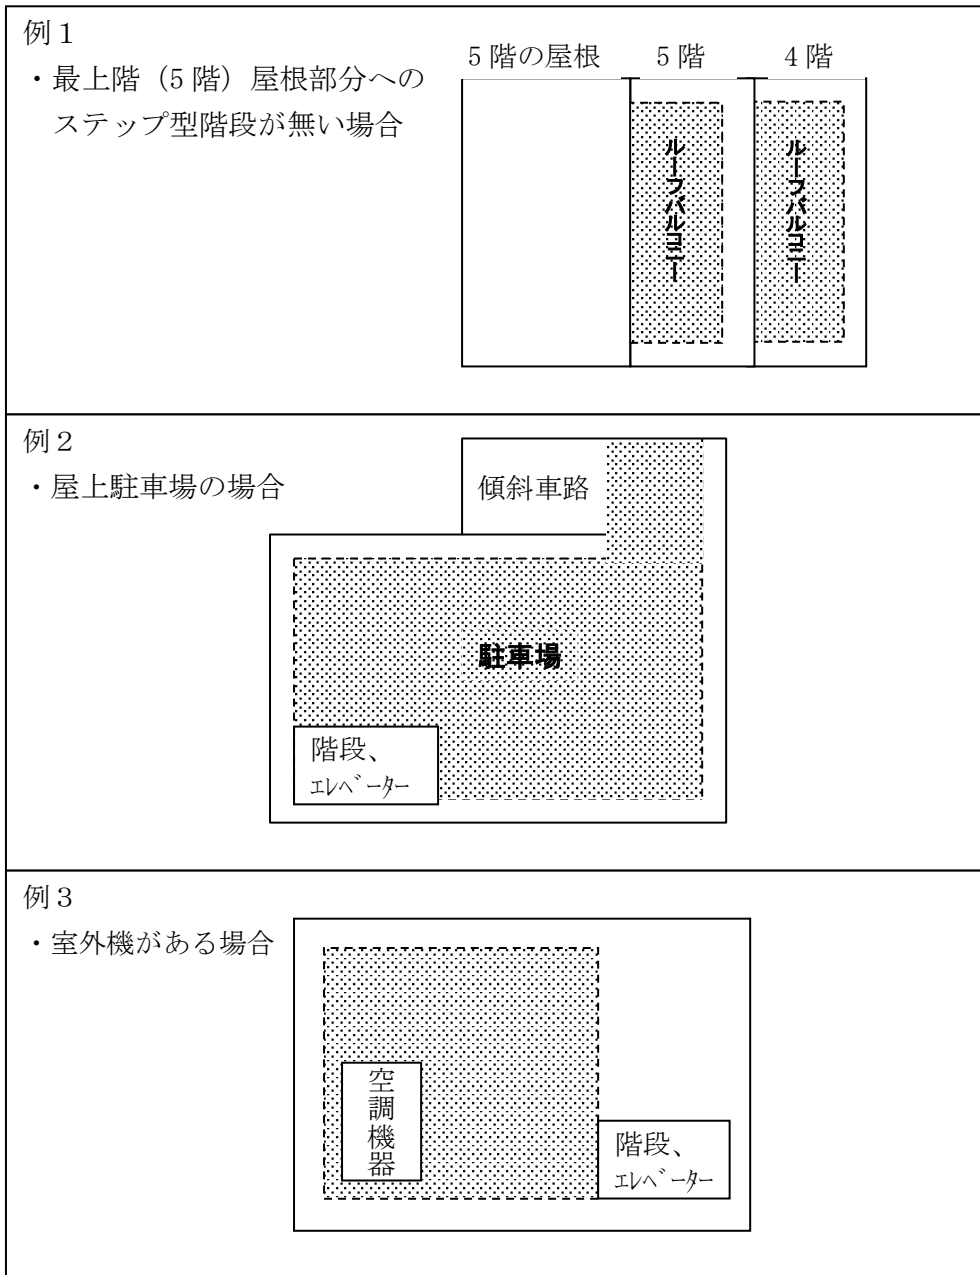 例１
・最上階（5 階）屋根部分への
ステップ型階段が無い場合
5 階の屋根
5 階
4 階
ルーフバルコニー
ルーフバルコニー
例２
・屋上駐車場の場合
傾斜車路
駐車場
階段、
ｴﾚﾍﾞｰﾀｰ
例３
・室外機がある場合
空調機器
階段、
ｴﾚﾍﾞｰﾀｰ